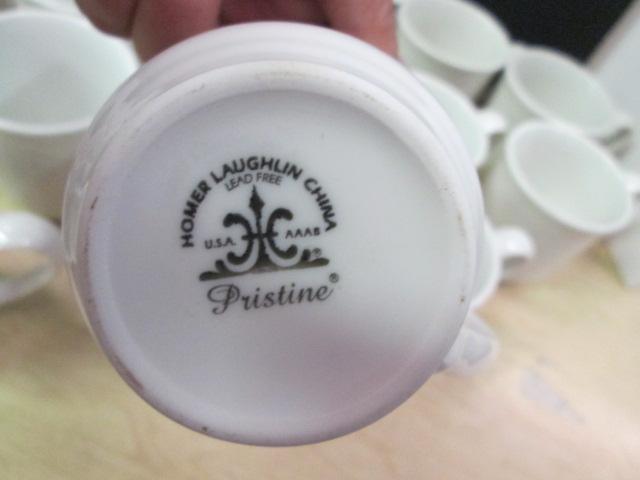 HOMER LAUGHLIN CHINA
LEAD FREE
U.S.A. AAAB
®
Pristine®